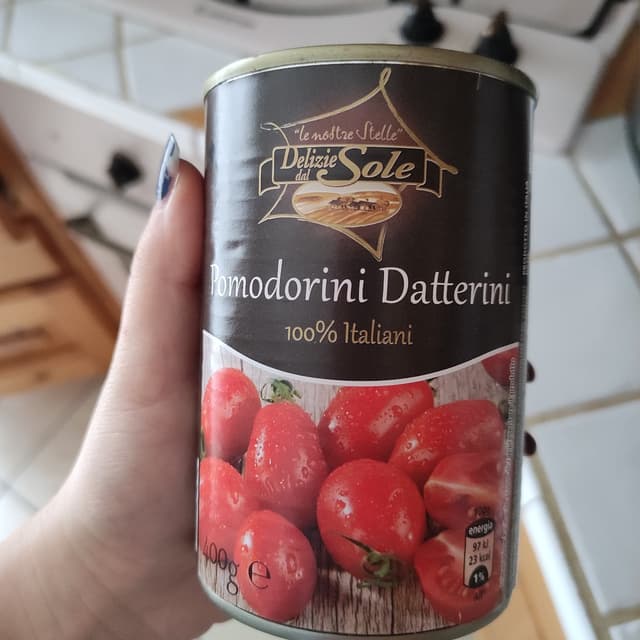 "le nostre Stelle"
Delizie
dal Sole
Pomodorini Datterini
100% Italiani
400g e
energia
97 kJ
23 kcal
1%